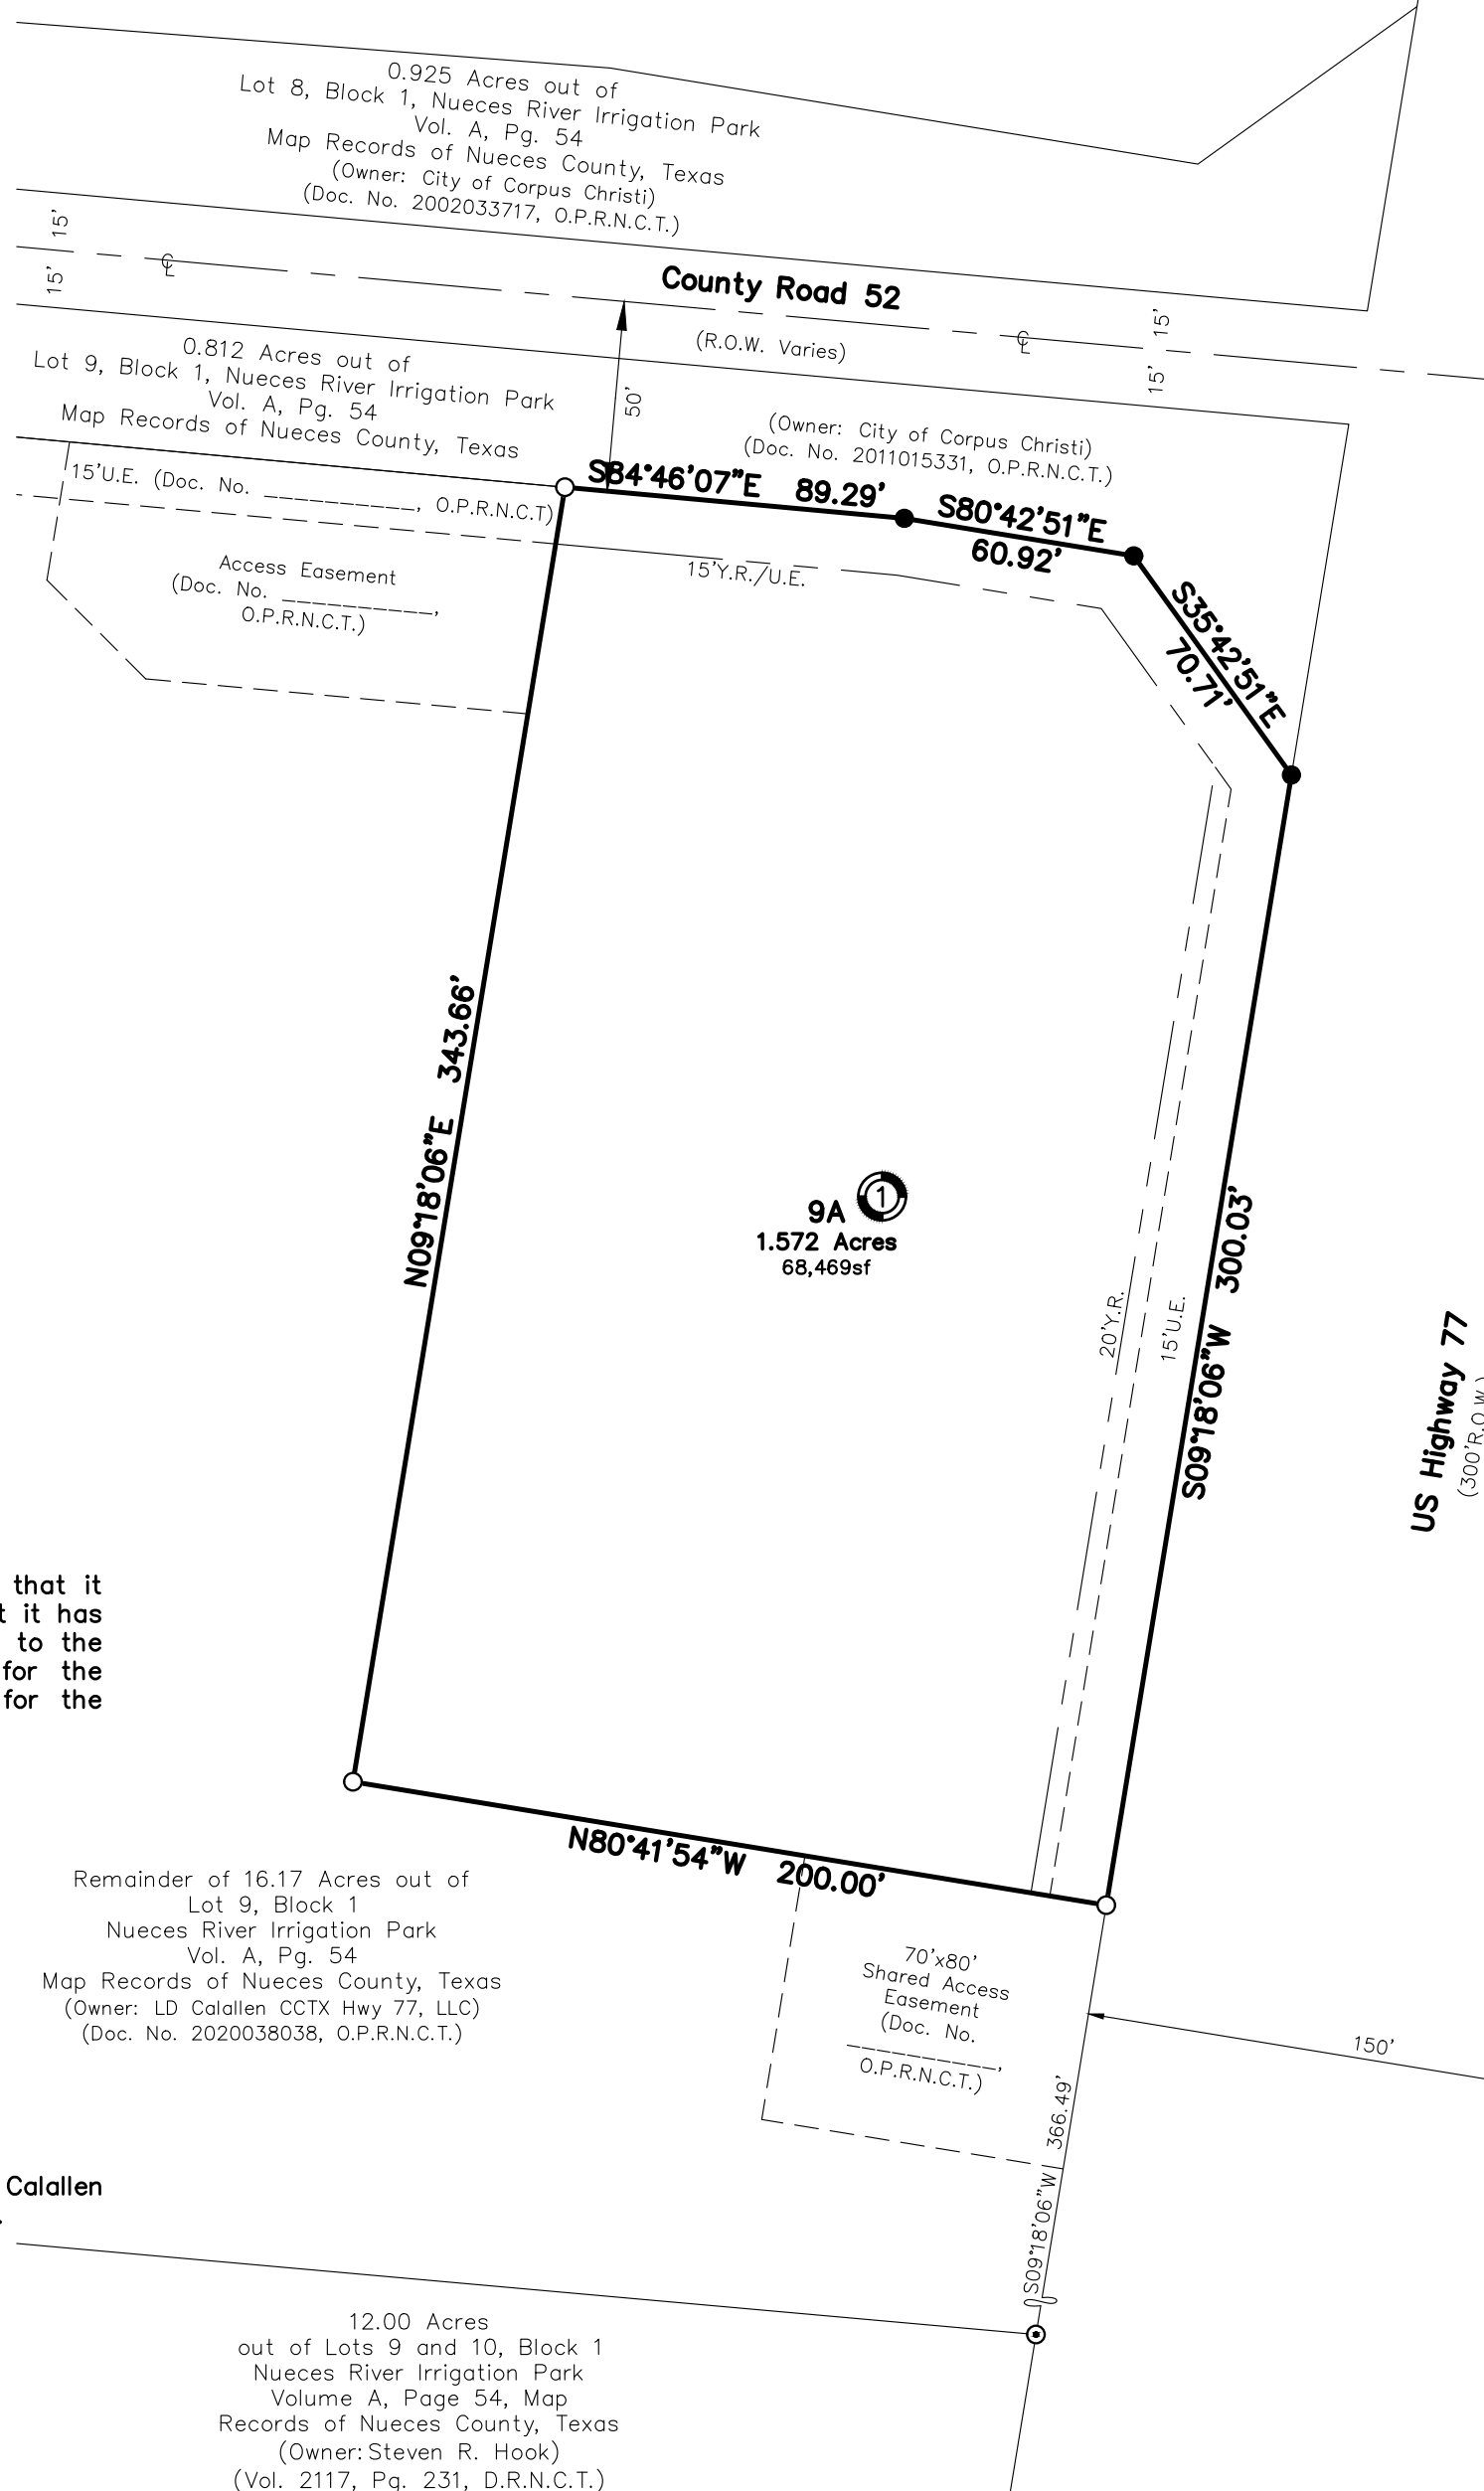 0.925 Acres out of
Lot 8, Block 1, Nueces River Irrigation Park
Vol. A, Pg. 54
Map Records of Nueces County, Texas
(Owner: City of Corpus Christi)
(Doc. No. 2002033717, O.P.R.N.C.T.)
15'
15'
℄
County Road 52
(R.O.W. Varies)
℄
15'
15'
0.812 Acres out of
Lot 9, Block 1, Nueces River Irrigation Park
Vol. A, Pg. 54
Map Records of Nueces County, Texas
50'
(Owner: City of Corpus Christi)
(Doc. No. 2011015331, O.P.R.N.C.T.)
15'U.E. (Doc. No. __________, O.P.R.N.C.T)
S84°46'07"E 89.29'
S80°42'51"E
60.92'
15'Y.R./U.E.
Access Easement
(Doc. No. __________,
O.P.R.N.C.T.)
S35°42'51"E
70.71'
N09°18'06"E 343.66'
9A 1
1.572 Acres
68,469sf
20'Y.R.
15'U.E.
S09°18'06"W 300.03'
US Highway 77
(300'R.O.W.)
that it
t it has
to the
for the
for the
N80°41'54"W 200.00'
Remainder of 16.17 Acres out of
Lot 9, Block 1
Nueces River Irrigation Park
Vol. A, Pg. 54
Map Records of Nueces County, Texas
(Owner: LD Calallen CCTX Hwy 77, LLC)
(Doc. No. 2020038038, O.P.R.N.C.T.)
70'x80'
Shared Access
Easement
(Doc. No.
__________,
O.P.R.N.C.T.)
150'
S09°18'06"W 366.49'
Calallen
12.00 Acres
out of Lots 9 and 10, Block 1
Nueces River Irrigation Park
Volume A, Page 54, Map
Records of Nueces County, Texas
(Owner: Steven R. Hook)
(Vol. 2117, Pg. 231, D.R.N.C.T.)